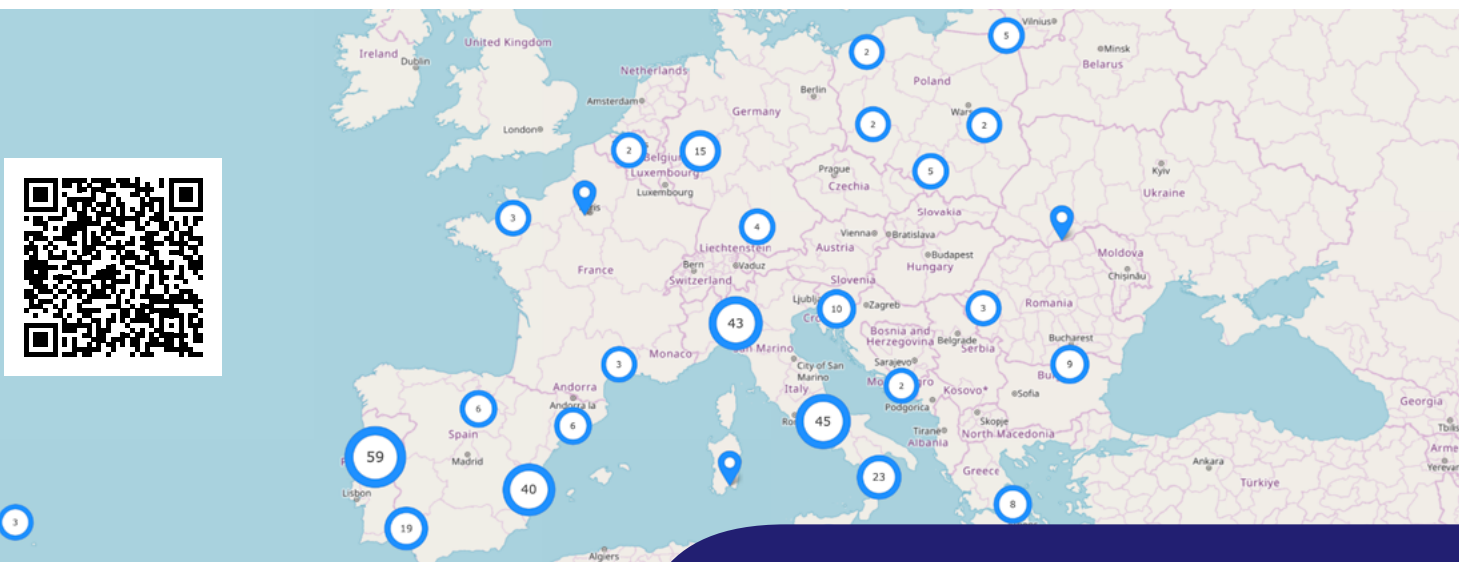 Vilnius
5
Minsk
Belarus
United Kingdom
Ireland
Dublin
2
Poland
Netherlands
Berlin
Amsterdam
Germany
London
2
2
2
15
Belgium
Luxembourg
Luxembourg
5
Prague
Czechia
Kyiv
Ukraine
3
Slovakia
4
Vienna
Bratislava
Liechtenstein
Austria
Budapest
Hungary
Moldova
Chișinău
Bern
Vaduz
Switzerland
France
Slovenia
Romania
Zagreb
10
3
43
Bosnia and
Herzegovina
Belgrade
Serbia
Bucharest
Monaco
San Marino
City of San
Marino
Sarajevo
9
3
Italy
2
Kosovo*
Sofia
Andorra
Andorra la
Podgorica
Georgia
6
6
45
Skopje
North Macedonia
Tirane
Albania
Spain
Madrid
59
Greece
Ankara
Türkiye
40
23
Lisbon
8
3
19
Algiers